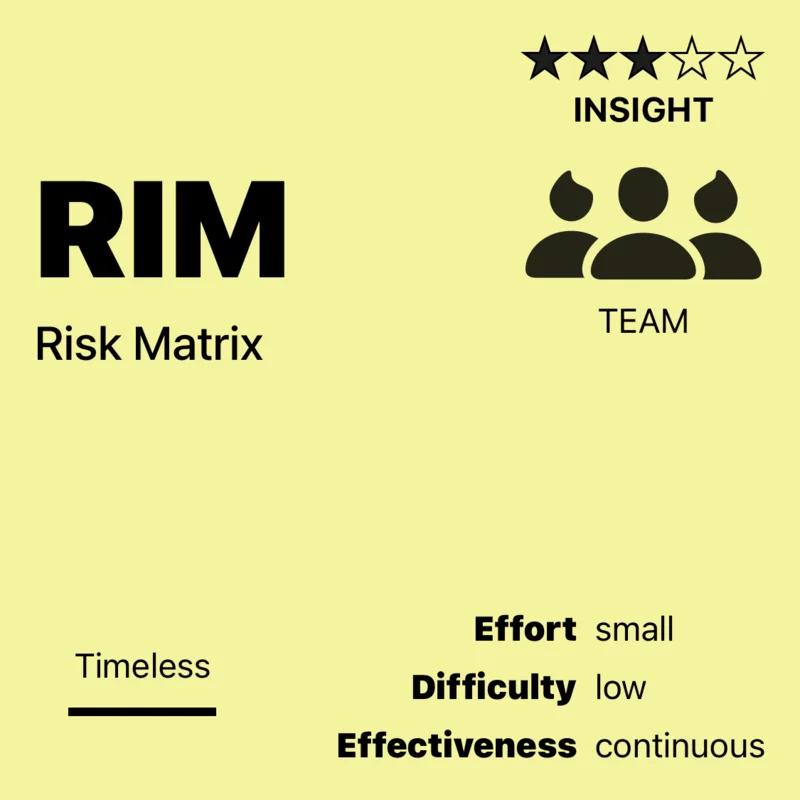 ★★★☆☆
INSIGHT
RIM
Risk Matrix
TEAM
Timeless
Effort small
Difficulty low
Effectiveness continuous